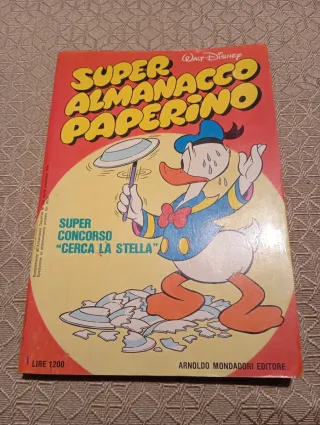 Walt Disney
SUPER
ALMANACCO
PAPERINO
SUPER
CONCORSO
"CERCA LA STELLA"
LIRE 1200
ARNOLDO MONDADORI EDITORE